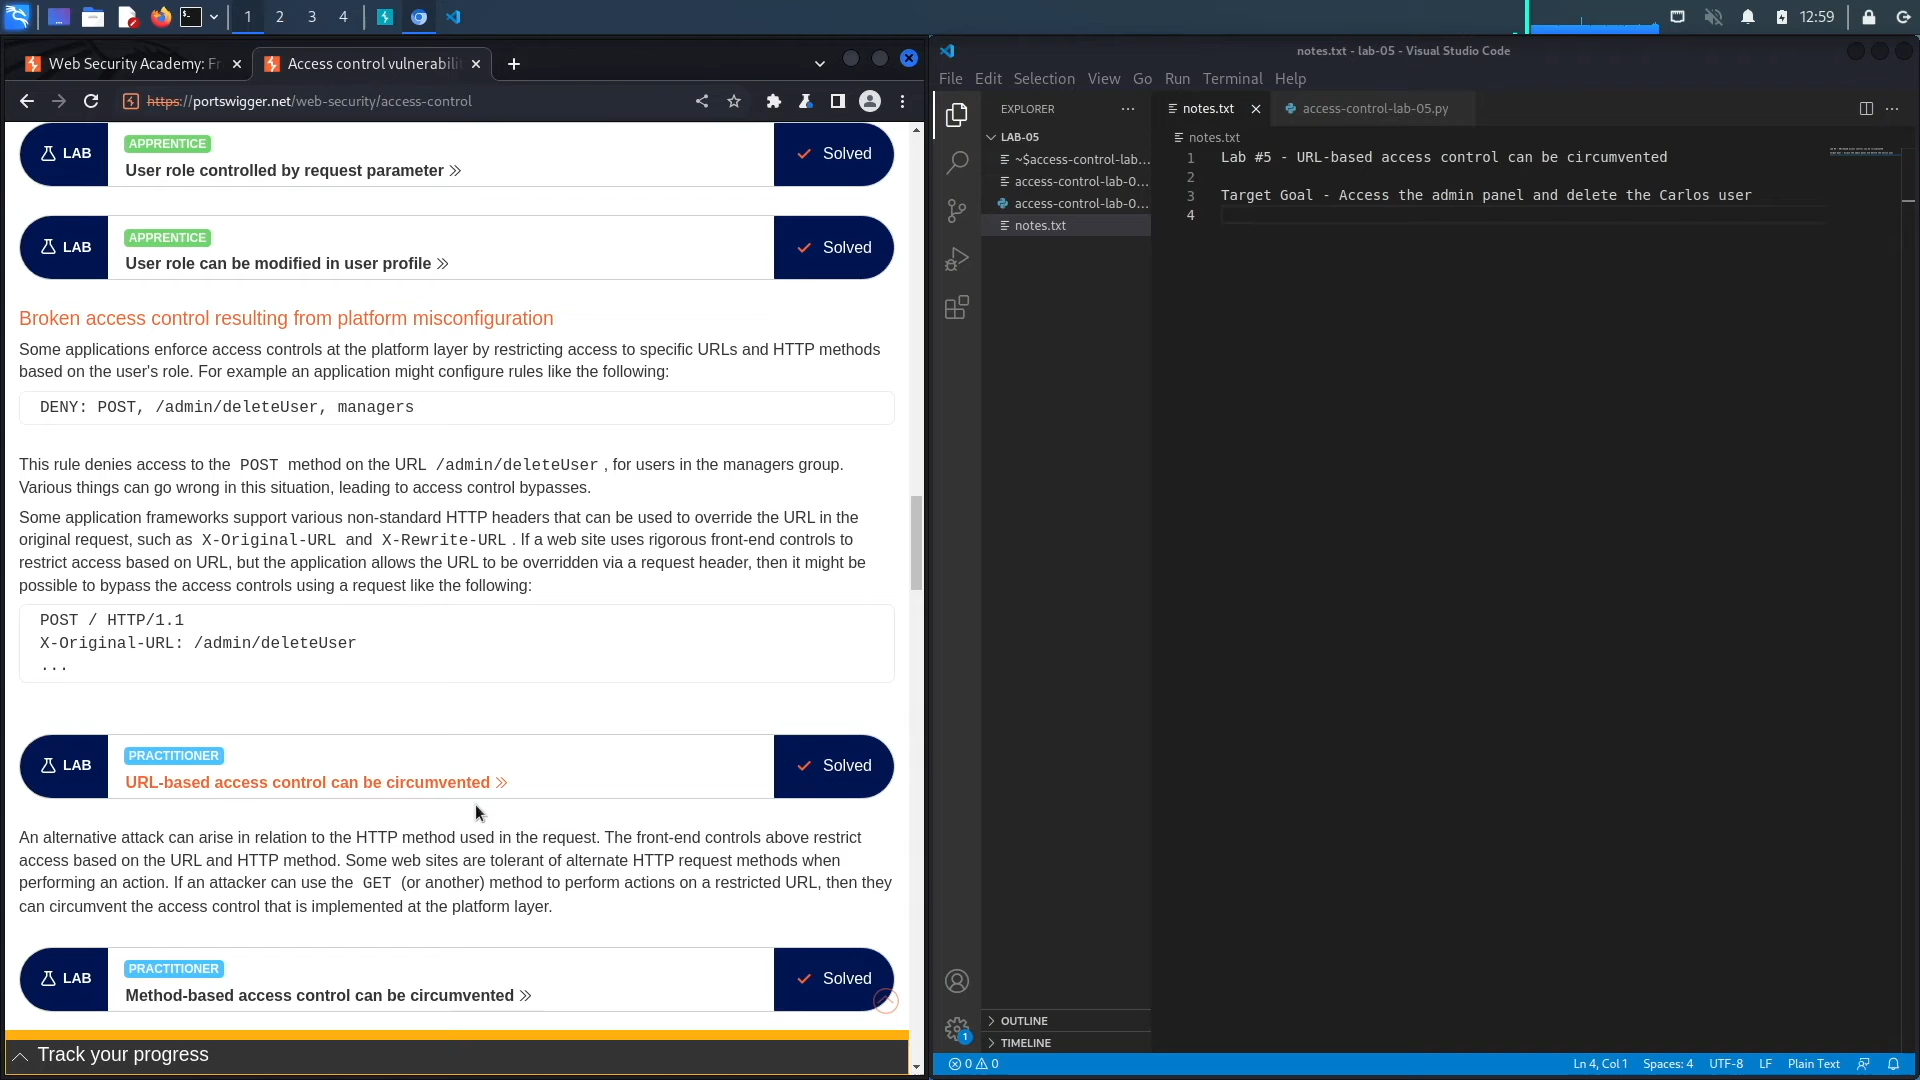 1
2
3
4
12:59
Web Security Academy: Fr
Access control vulnerabili
https://portswigger.net/web-security/access-control
LAB
APPRENTICE
User role controlled by request parameter
Solved
LAB
APPRENTICE
User role can be modified in user profile
Solved
Broken access control resulting from platform misconfiguration
Some applications enforce access controls at the platform layer by restricting access to specific URLs and HTTP methods
based on the user's role. For example an application might configure rules like the following:
DENY: POST, /admin/deleteUser, managers
This rule denies access to the POST method on the URL /admin/deleteUser, for users in the managers group.
Various things can go wrong in this situation, leading to access control bypasses.
Some application frameworks support various non-standard HTTP headers that can be used to override the URL in the
original request, such as X-Original-URL and X-Rewrite-URL. If a web site uses rigorous front-end controls to
restrict access based on URL, but the application allows the URL to be overridden via a request header, then it might be
possible to bypass the access controls using a request like the following:
POST / HTTP/1.1
X-Original-URL: /admin/deleteUser
...
LAB
PRACTITIONER
URL-based access control can be circumvented
Solved
An alternative attack can arise in relation to the HTTP method used in the request. The front-end controls above restrict
access based on the URL and HTTP method. Some web sites are tolerant of alternate HTTP request methods when
performing an action. If an attacker can use the GET (or another) method to perform actions on a restricted URL, then they
can circumvent the access control that is implemented at the platform layer.
LAB
PRACTITIONER
Method-based access control can be circumvented
Solved
Track your progress
notes.txt - lab-05 - Visual Studio Code
File Edit Selection View Go Run Terminal Help
EXPLORER
LAB-05
~$access-control-lab...
access-control-lab-0...
access-control-lab-0...
notes.txt
OUTLINE
TIMELINE
notes.txt
access-control-lab-05.py
notes.txt
1 Lab #5 - URL-based access control can be circumvented
2
3 Target Goal - Access the admin panel and delete the Carlos user
4
1
0 0
Ln 4, Col 1 Spaces: 4 UTF-8 LF Plain Text